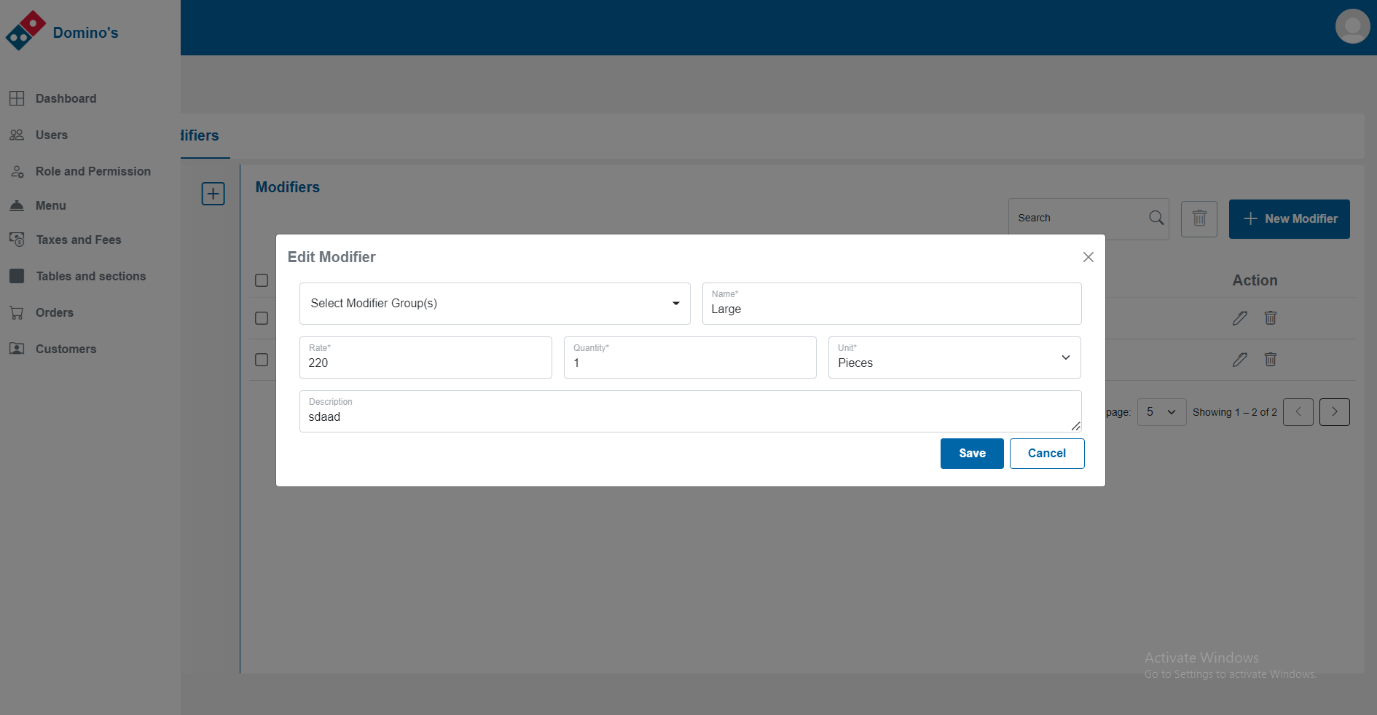 Domino's
Dashboard
Users
Role and Permission
Menu
Taxes and Fees
Tables and sections
Orders
Customers
difiers
Modifiers
Search
New Modifier
Action
Edit Modifier
Select Modifier Group(s)
Name*
Large
Rate*
220
Quantity*
1
Unit*
Pieces
Description
sdaad
Save
Cancel
page:
5
Showing 1 – 2 of 2
Activate Windows
Go to Settings to activate Windows.